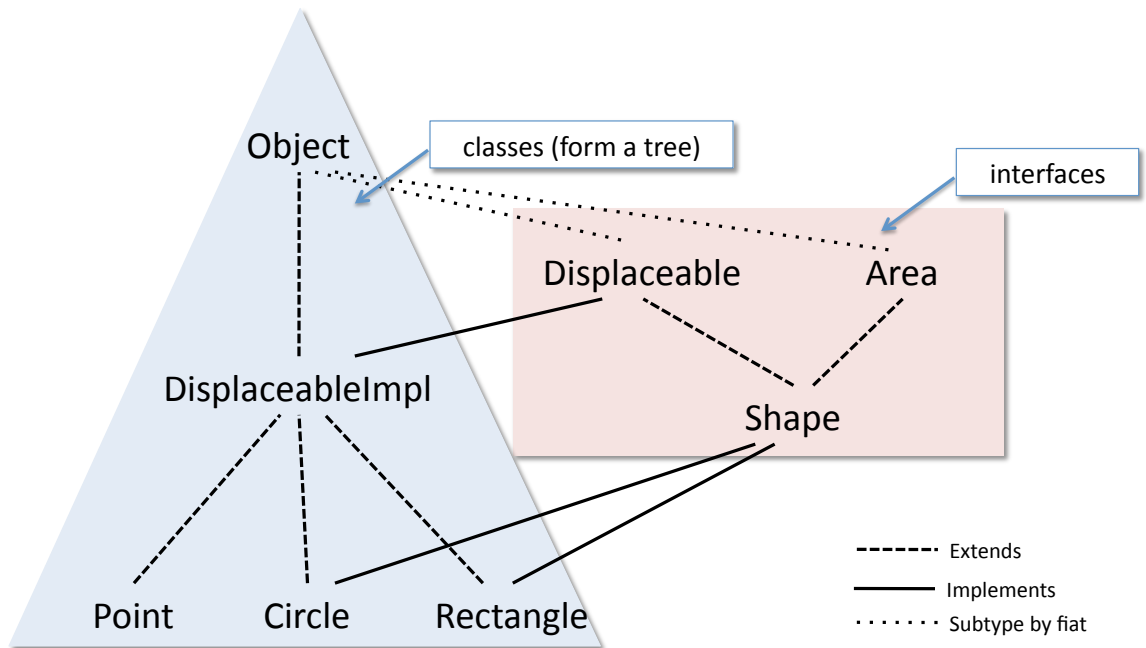 Object
classes (form a tree)
interfaces
Displaceable
Area
DisplaceableImpl
Shape
Point
Circle
Rectangle
Extends
Implements
Subtype by fiat